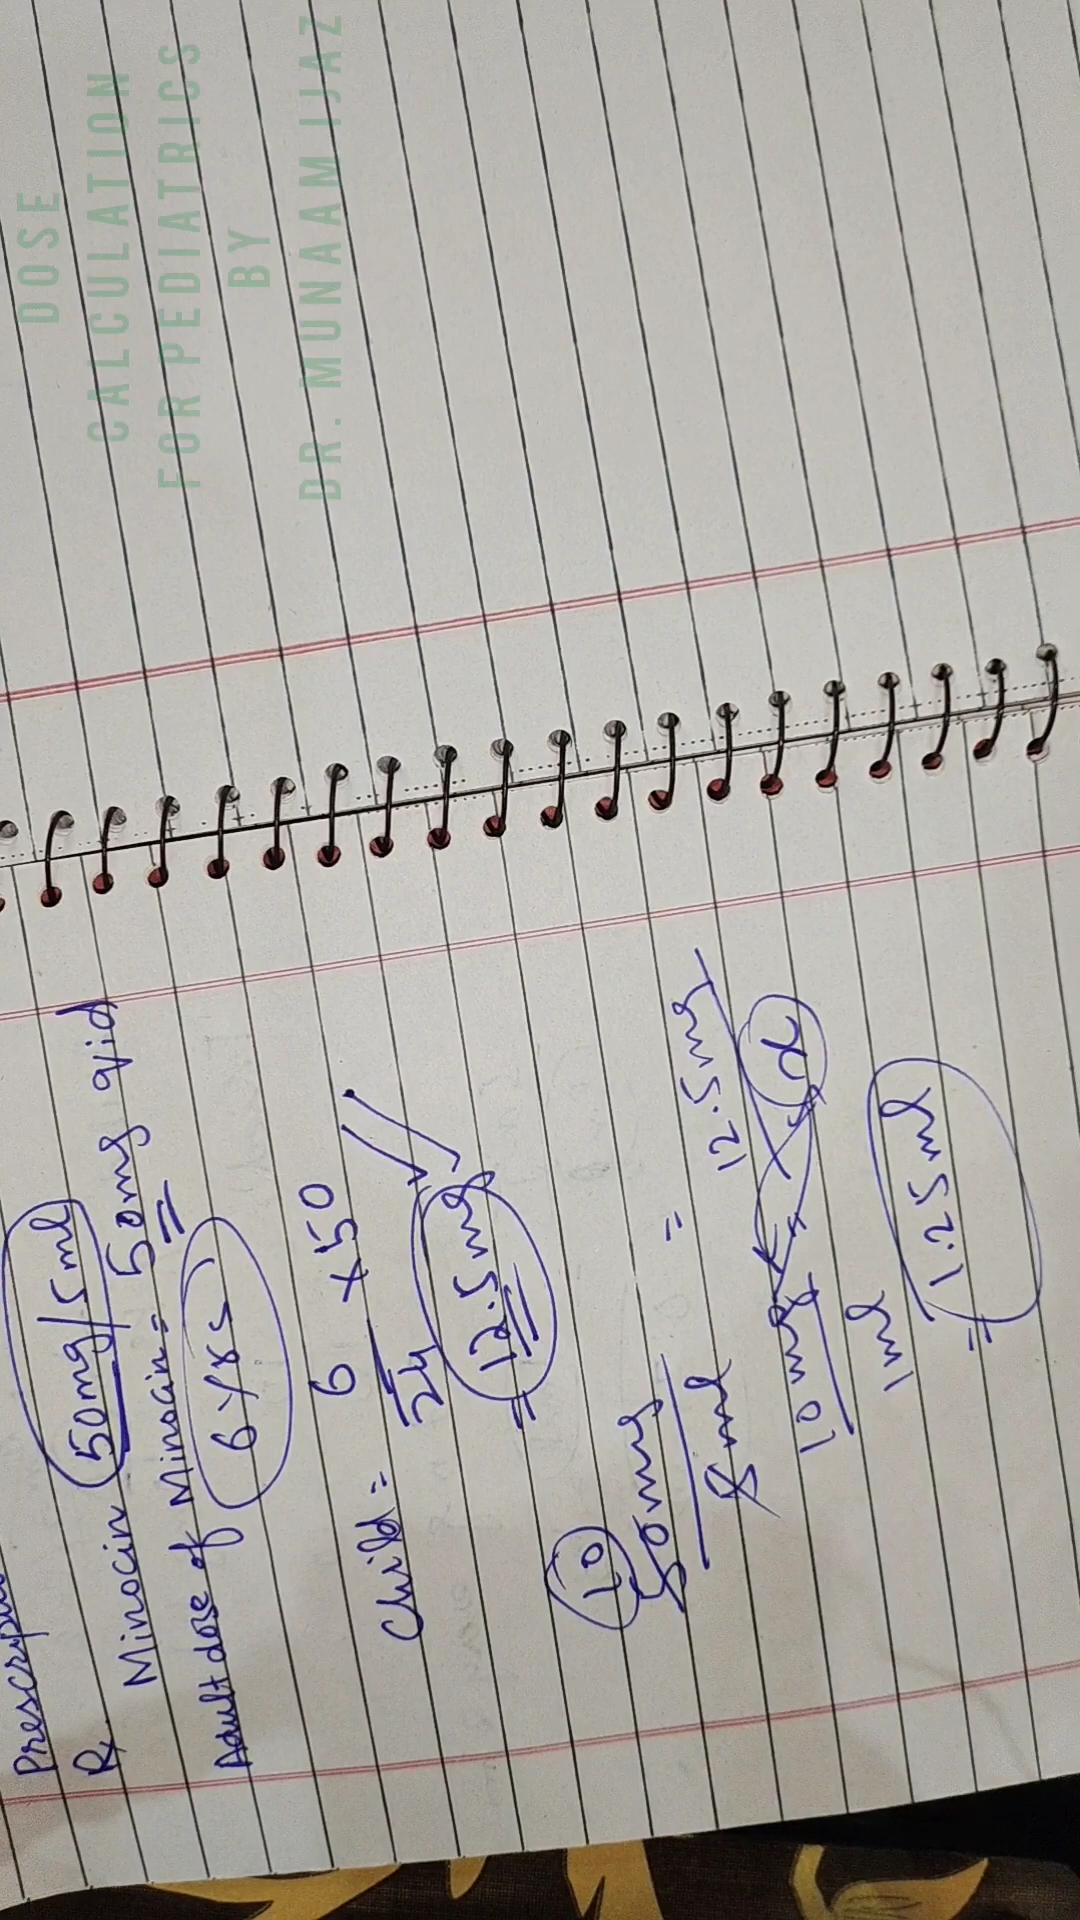 DOSE
CALCULATION
FOR PEDIATRICS
BY
DR. MUNAAM IJAZ
Rx Minocin 50mg/5ml
Adult dose of Minocin = 50mg qid
6 yrs
Child = 6/24 x 50
= 12.5mg
10
50mg/5ml = 12.5mg/x
10mg
1ml
= 1.25ml